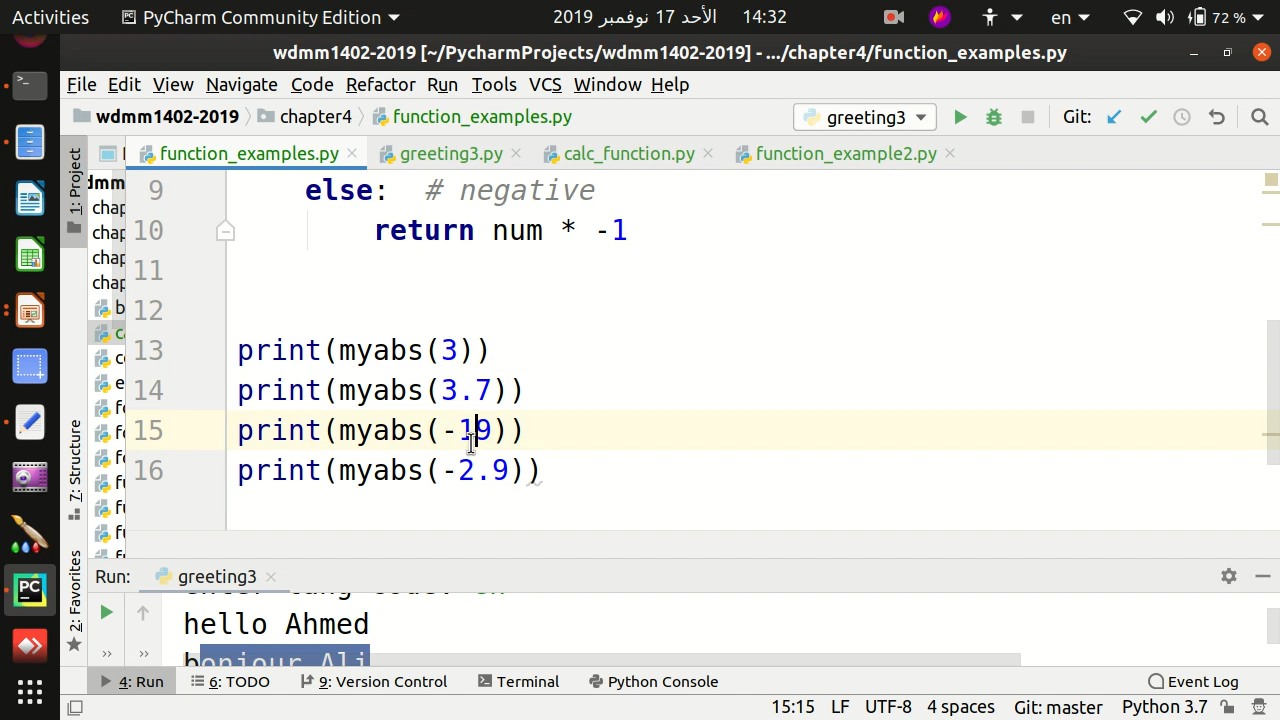 Activities PyCharm Community Edition 14:32 الأحد 17 نوفمبر 2019 en 72 %
wdmm1402-2019 [~/PycharmProjects/wdmm1402-2019] - .../chapter4/function_examples.py
File Edit View Navigate Code Refactor Run Tools VCS Window Help
wdmm1402-2019 chapter4 function_examples.py greeting3 Git:
function_examples.py greeting3.py calc_function.py function_example2.py
1: Project
7: Structure
2: Favorites
9 else: # negative
10 return num * -1
11
12
13 print(myabs(3))
14 print(myabs(3.7))
15 print(myabs(-19))
16 print(myabs(-2.9))
Run: greeting3
hello Ahmed
bonjour Ali
4: Run 6: TODO 9: Version Control Terminal Python Console Event Log
15:15 LF UTF-8 4 spaces Git: master Python 3.7